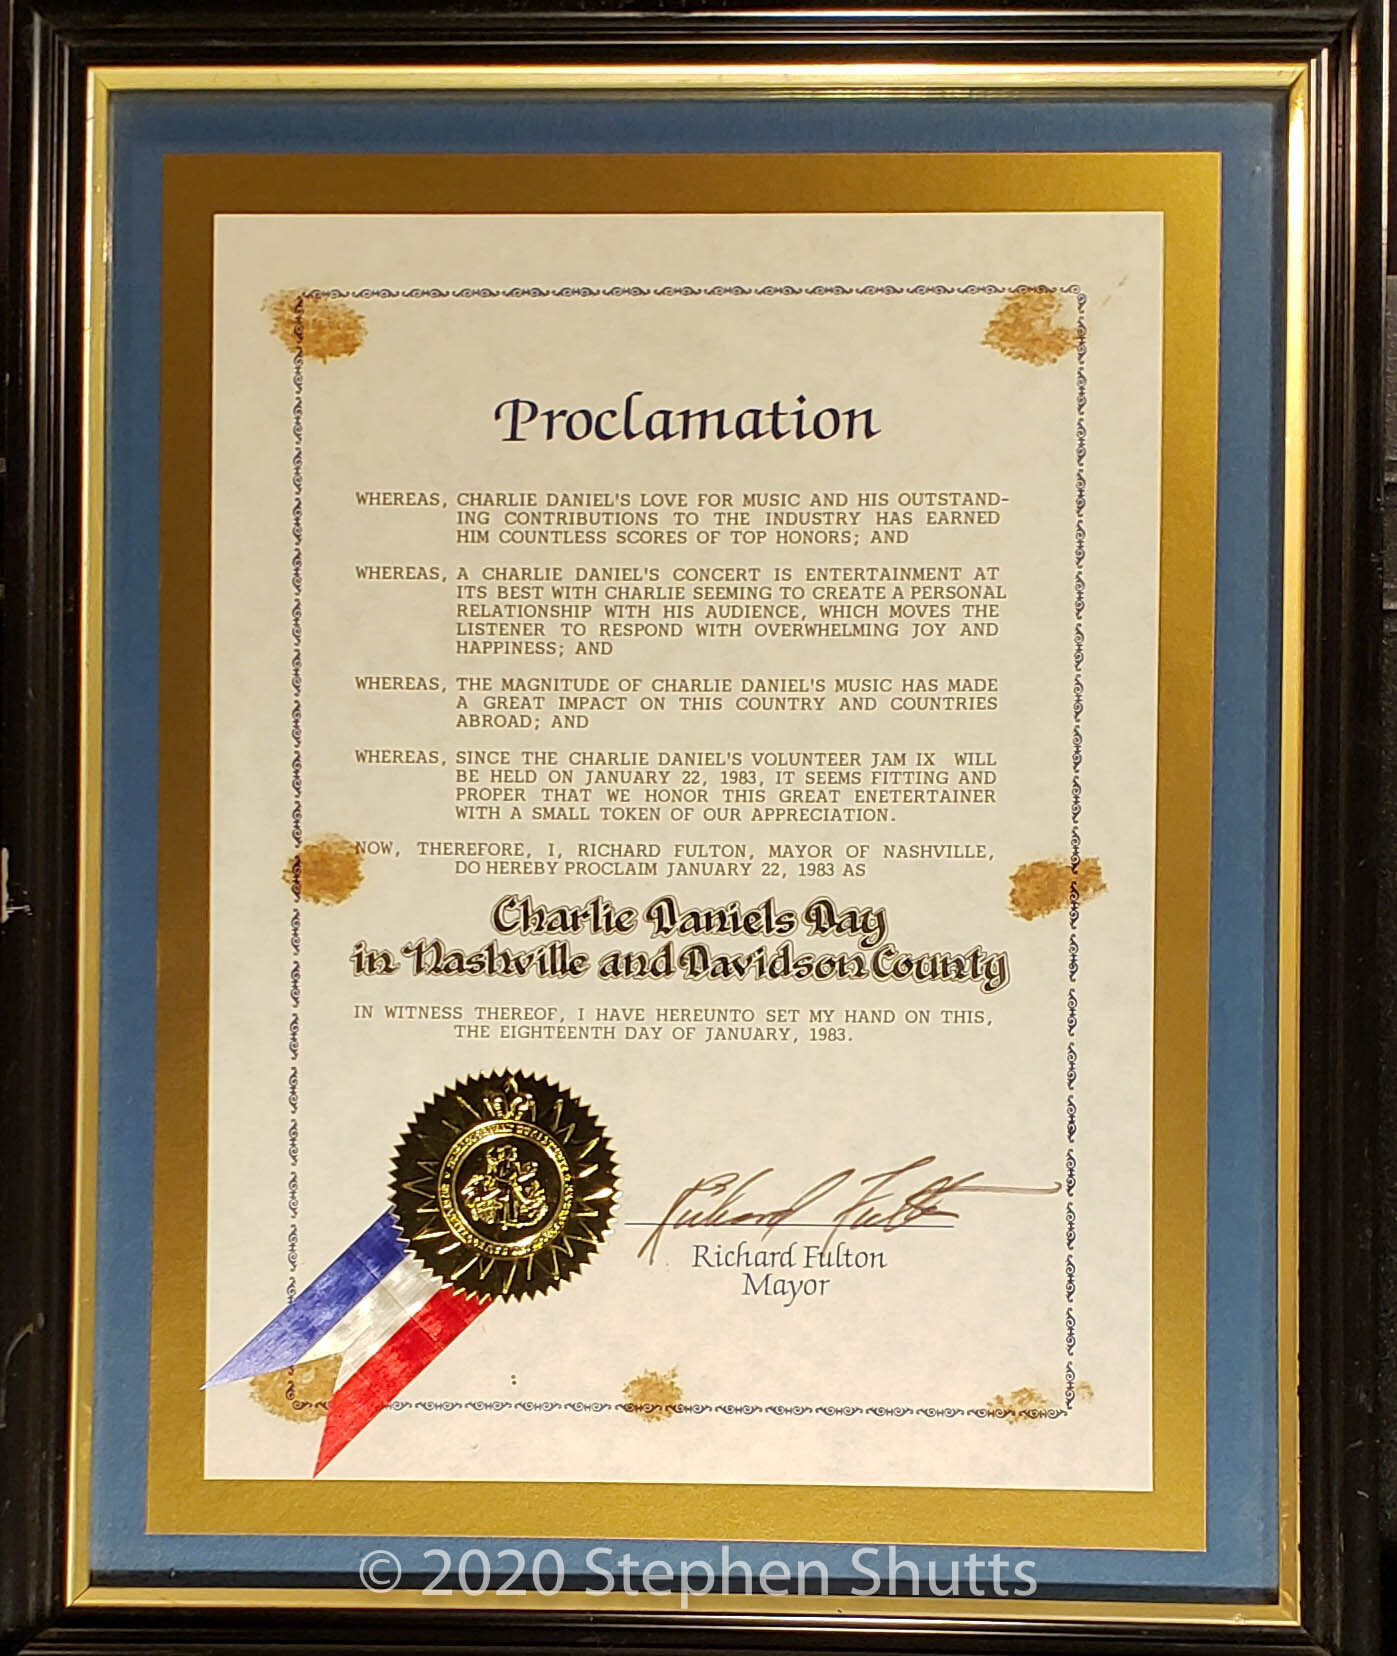 Proclamation
WHEREAS, CHARLIE DANIEL'S LOVE FOR MUSIC AND HIS OUTSTAND-
ING CONTRIBUTIONS TO THE INDUSTRY HAS EARNED
HIM COUNTLESS SCORES OF TOP HONORS; AND
WHEREAS, A CHARLIE DANIEL'S CONCERT IS ENTERTAINMENT AT
ITS BEST WITH CHARLIE SEEMING TO CREATE A PERSONAL
RELATIONSHIP WITH HIS AUDIENCE, WHICH MOVES THE
LISTENER TO RESPOND WITH OVERWHELMING JOY AND
HAPPINESS; AND
WHEREAS, THE MAGNITUDE OF CHARLIE DANIEL'S MUSIC HAS MADE
A GREAT IMPACT ON THIS COUNTRY AND COUNTRIES
ABROAD; AND
WHEREAS, SINCE THE CHARLIE DANIEL'S VOLUNTEER JAM IX WILL
BE HELD ON JANUARY 22, 1983, IT SEEMS FITTING AND
PROPER THAT WE HONOR THIS GREAT ENETERTAINER
WITH A SMALL TOKEN OF OUR APPRECIATION.
NOW, THEREFORE, I, RICHARD FULTON, MAYOR OF NASHVILLE,
DO HEREBY PROCLAIM JANUARY 22, 1983 AS
Charlie Daniels Day
in Nashville and Davidson County
IN WITNESS THEREOF, I HAVE HEREUNTO SET MY HAND ON THIS,
THE EIGHTEENTH DAY OF JANUARY, 1983.
Richard Fulton
Richard Fulton
Mayor
© 2020 Stephen Shutts